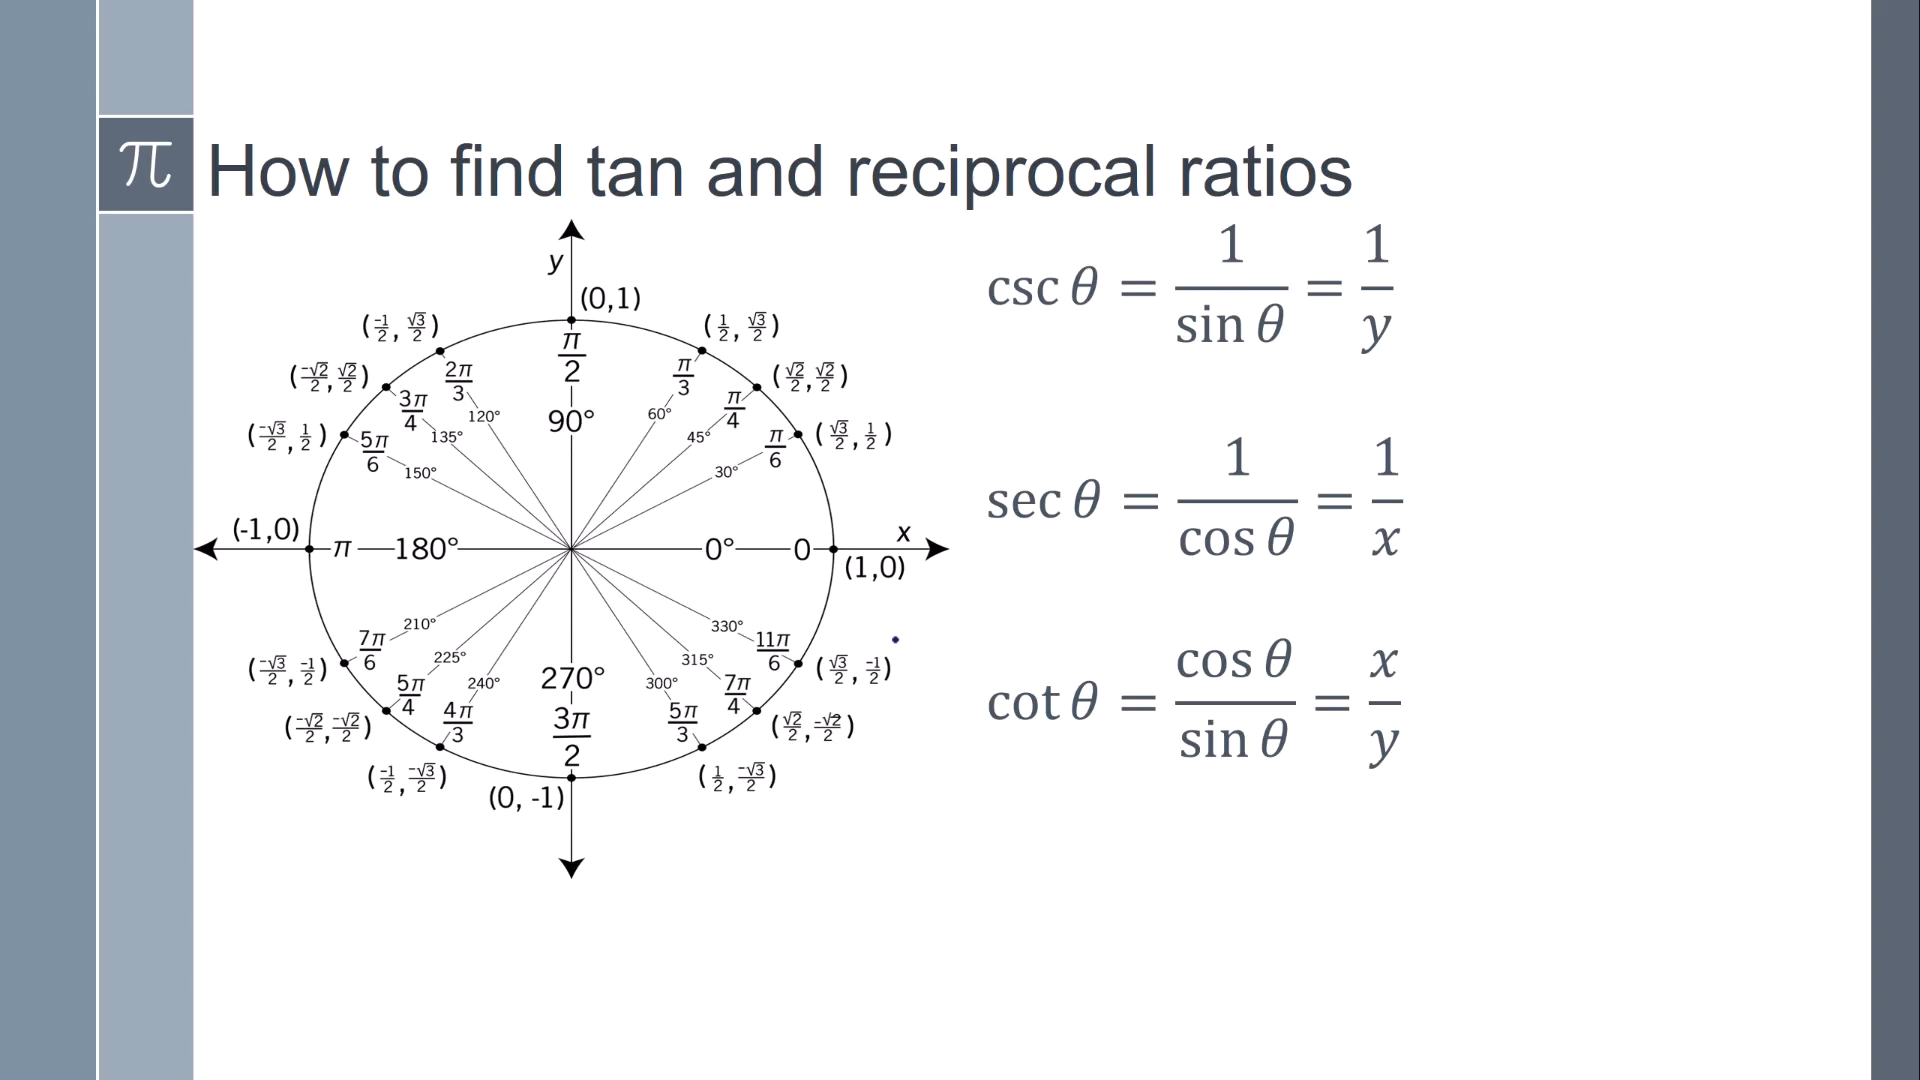 π How to find tan and reciprocal ratios
y
(0,1)
(-1/2, √3/2) (1/2, √3/2)
π/2
(-√2/2, √2/2) 2π/3 π/3 (√2/2, √2/2)
3π/4 120° 90° 60° π/4
(-√3/2, 1/2) 5π/6 135° 45° π/6 (√3/2, 1/2)
150° 30°
(-1,0) x
π 180° 0° 0
(1,0)
210° 330°
(-√3/2, -1/2) 7π/6 225° 315° 11π/6 (√3/2, -1/2)
5π/4 240° 270° 300° 7π/4
(-√2/2, -√2/2) 4π/3 3π/2 5π/3 (√2/2, -√2/2)
(-1/2, -√3/2) (1/2, -√3/2)
(0, -1)
csc θ = 1/sin θ = 1/y
sec θ = 1/cos θ = 1/x
cot θ = cos θ/sin θ = x/y